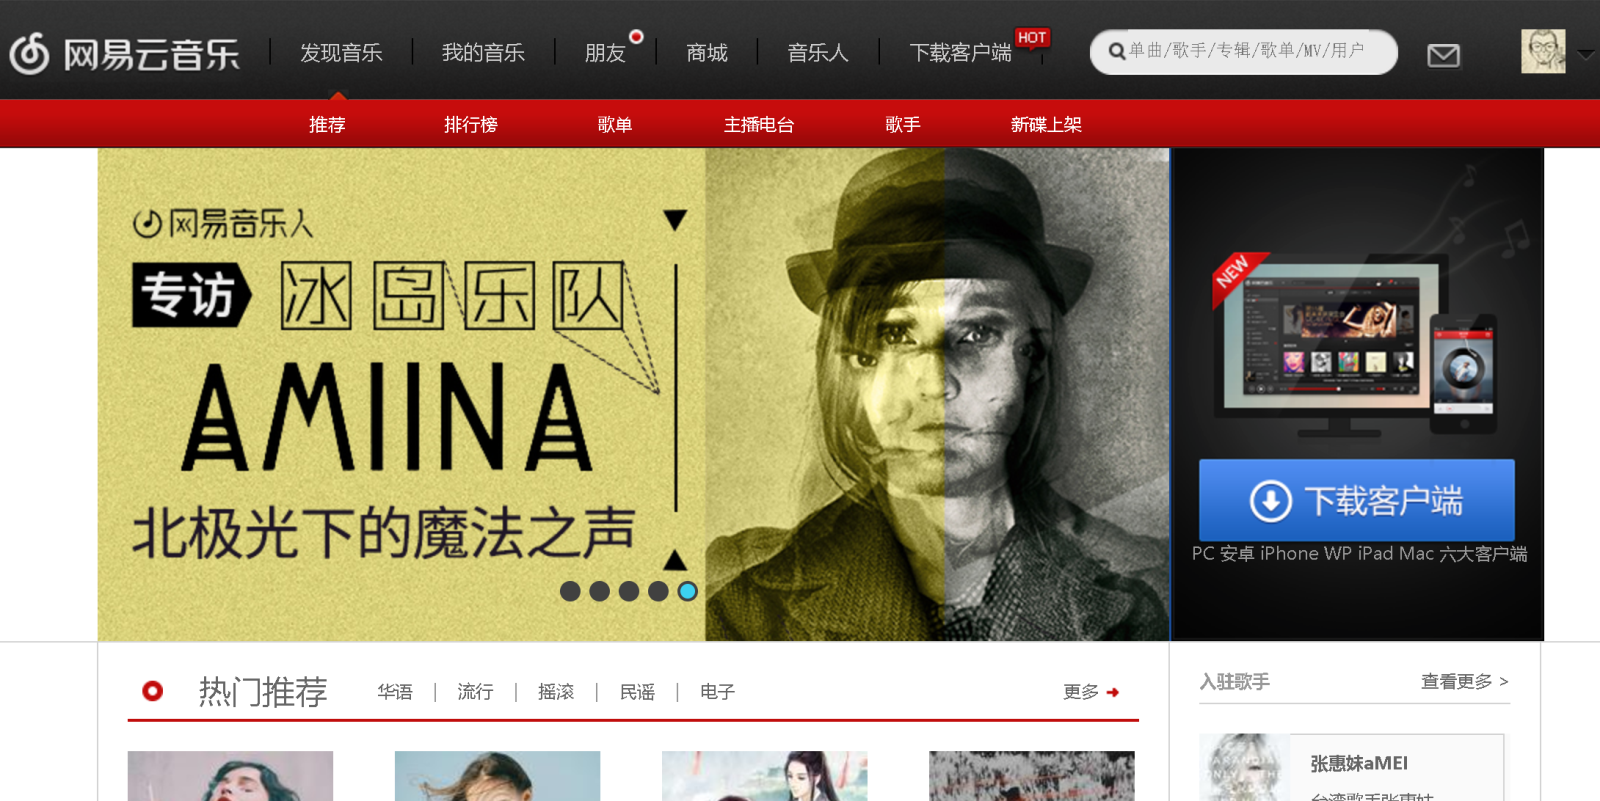 网易云音乐
发现音乐 我的音乐 朋友 商城 音乐人 下载客户端 HOT
单曲/歌手/专辑/歌单/MV/用户
推荐 排行榜 歌单 主播电台 歌手 新碟上架
网易音乐人
专访 冰岛乐队
AMIINA
北极光下的魔法之声
NEW
下载客户端
PC 安卓 iPhone WP iPad Mac 六大客户端
热门推荐 华语 | 流行 | 摇滚 | 民谣 | 电子 更多
入驻歌手 查看更多 >
张惠妹aMEI
台湾歌手张惠妹